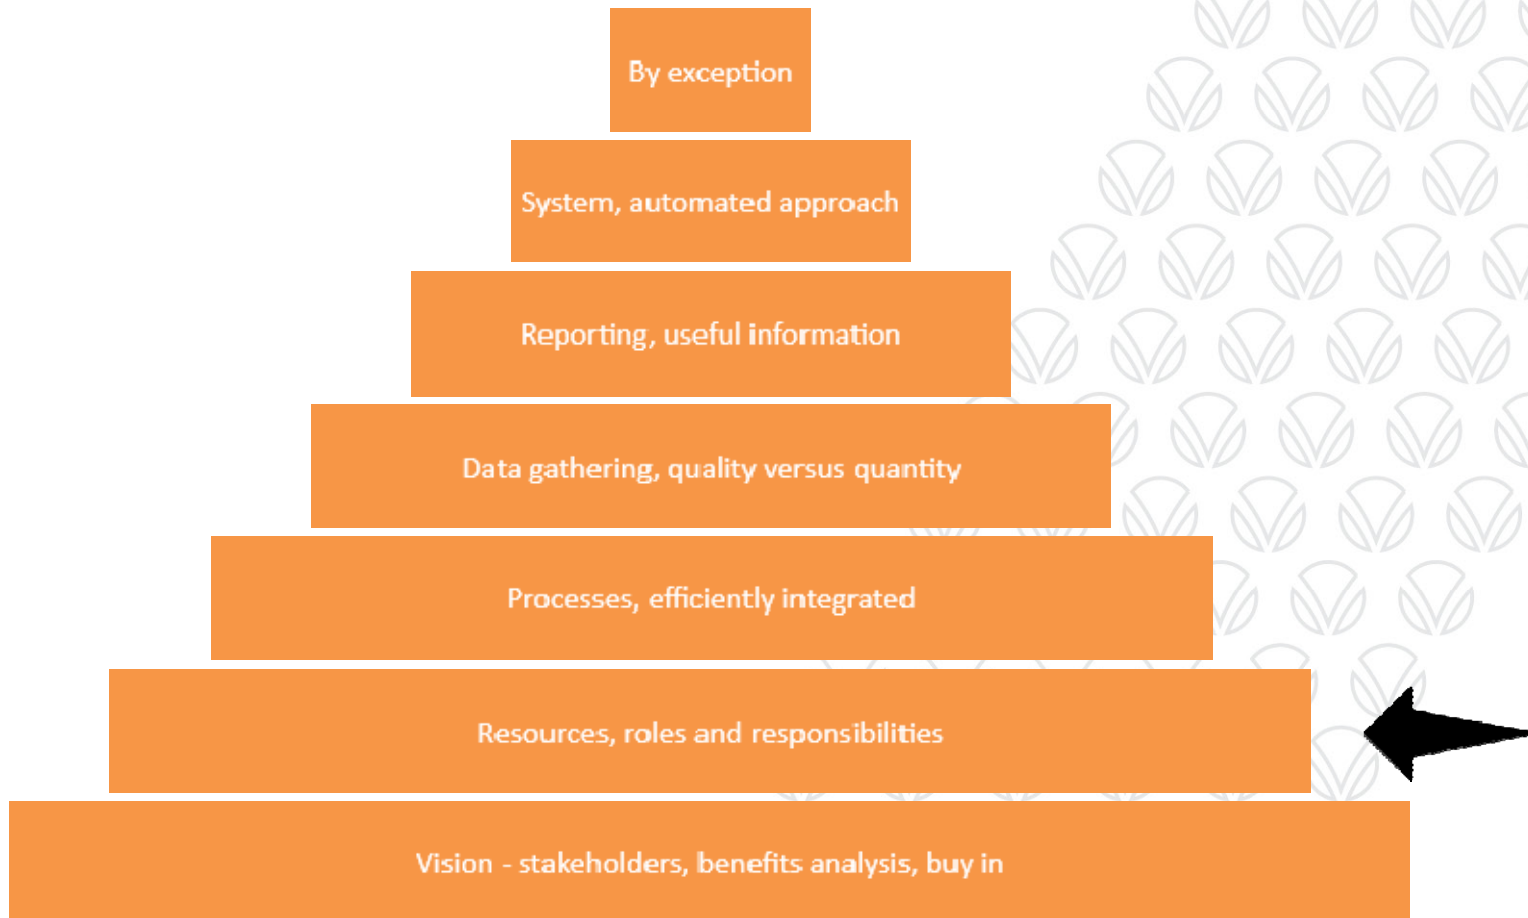 By exception
System, automated approach
Reporting, useful information
Data gathering, quality versus quantity
Processes, efficiently integrated
Resources, roles and responsibilities
Vision - stakeholders, benefits analysis, buy in